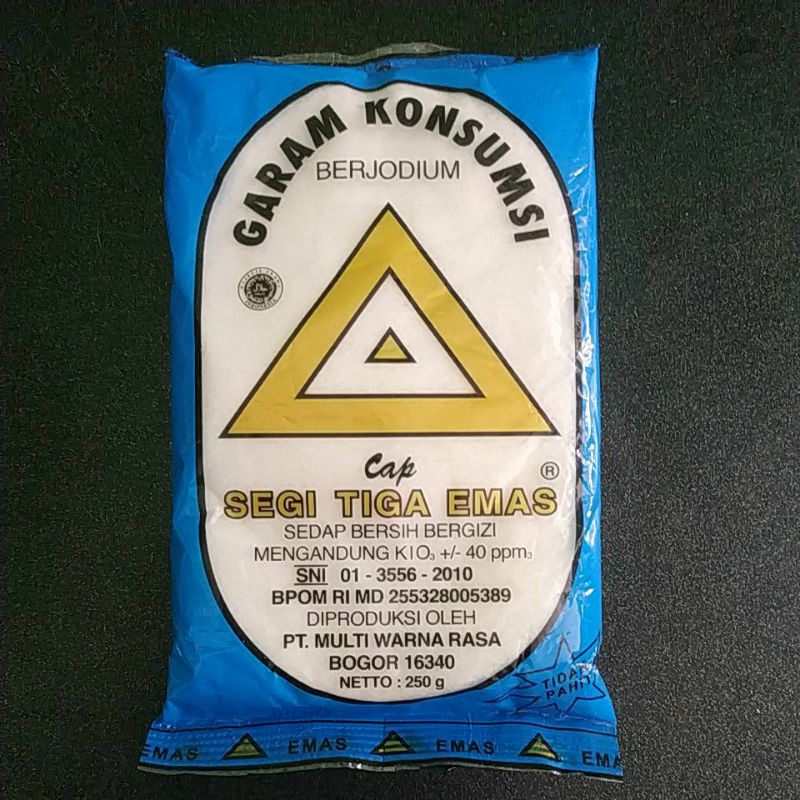 GARAM KONSUMSI
BERJODIUM
Cap
®
SEGI TIGA EMAS
SEDAP BERSIH BERGIZI
MENGANDUNG KIO₃ +/- 40 ppm₃
SNI 01 - 3556 - 2010
BPOM RI MD 255328005389
DIPRODUKSI OLEH
PT. MULTI WARNA RASA
BOGOR 16340
NETTO : 250 g
TIDAK
PAHIT
EMAS EMAS EMAS EMA